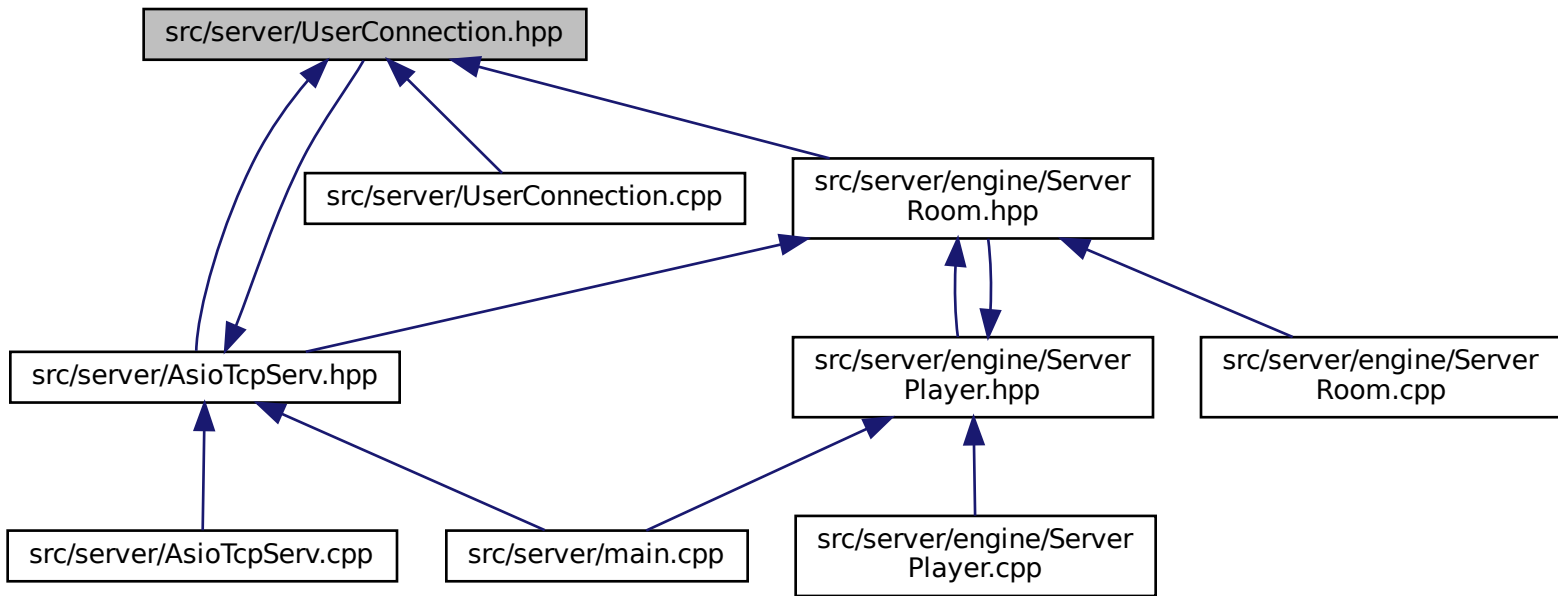 src/server/UserConnection.hpp
src/server/UserConnection.cpp
src/server/engine/Server
Room.hpp
src/server/AsioTcpServ.hpp
src/server/engine/Server
Player.hpp
src/server/engine/Server
Room.cpp
src/server/AsioTcpServ.cpp
src/server/main.cpp
src/server/engine/Server
Player.cpp